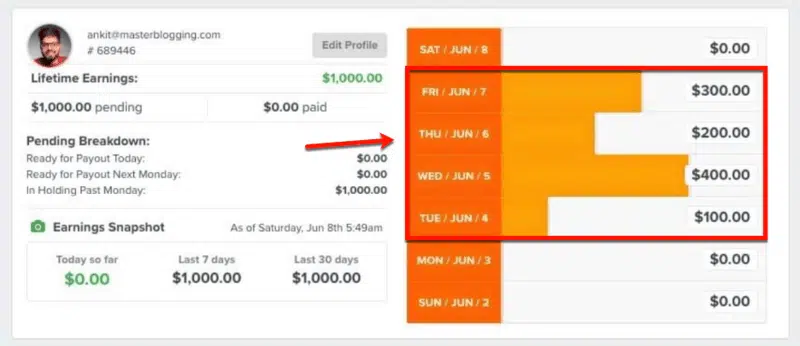 ankit@masterblogging.com
# 689446
Edit Profile
Lifetime Earnings: $1,000.00
$1,000.00 pending $0.00 paid
Pending Breakdown:
Ready for Payout Today: $0.00
Ready for Payout Next Monday: $0.00
In Holding Past Monday: $1,000.00
Earnings Snapshot As of Saturday, Jun 8th 5:49am
Today so far Last 7 days Last 30 days
$0.00 $1,000.00 $1,000.00
SAT / JUN / 8 $0.00
FRI / JUN / 7 $300.00
THU / JUN / 6 $200.00
WED / JUN / 5 $400.00
TUE / JUN / 4 $100.00
MON / JUN / 3 $0.00
SUN / JUN / 2 $0.00